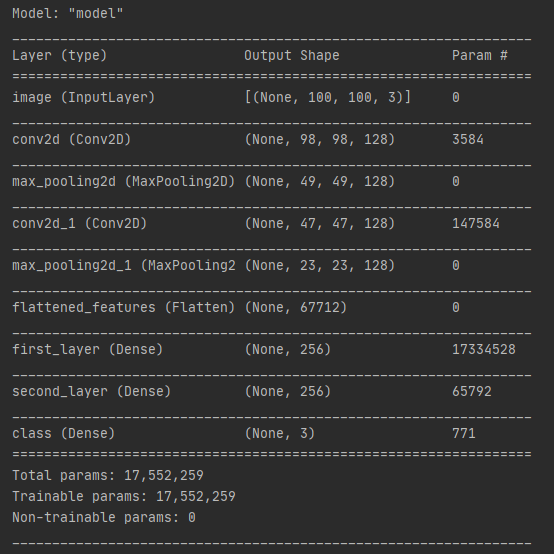 Model: "model"
_________________________________________________________________
Layer (type)                 Output Shape              Param #
=================================================================
image (InputLayer)           [(None, 100, 100, 3)]     0
_________________________________________________________________
conv2d (Conv2D)              (None, 98, 98, 128)       3584
_________________________________________________________________
max_pooling2d (MaxPooling2D) (None, 49, 49, 128)       0
_________________________________________________________________
conv2d_1 (Conv2D)            (None, 47, 47, 128)       147584
_________________________________________________________________
max_pooling2d_1 (MaxPooling2 (None, 23, 23, 128)       0
_________________________________________________________________
flattened_features (Flatten) (None, 67712)             0
_________________________________________________________________
first_layer (Dense)          (None, 256)               17334528
_________________________________________________________________
second_layer (Dense)         (None, 256)               65792
_________________________________________________________________
class (Dense)                (None, 3)                 771
=================================================================
Total params: 17,552,259
Trainable params: 17,552,259
Non-trainable params: 0
_________________________________________________________________